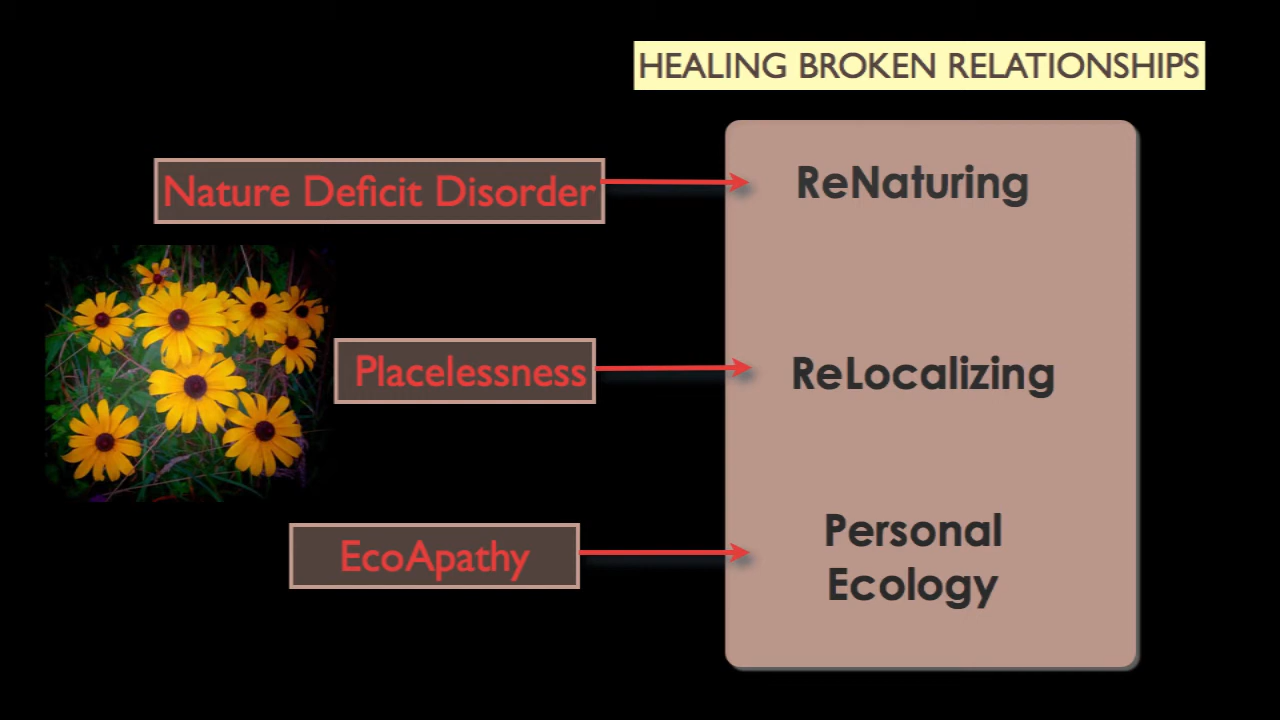 HEALING BROKEN RELATIONSHIPS
Nature Deficit Disorder
ReNaturing
Placelessness
ReLocalizing
EcoApathy
Personal
Ecology